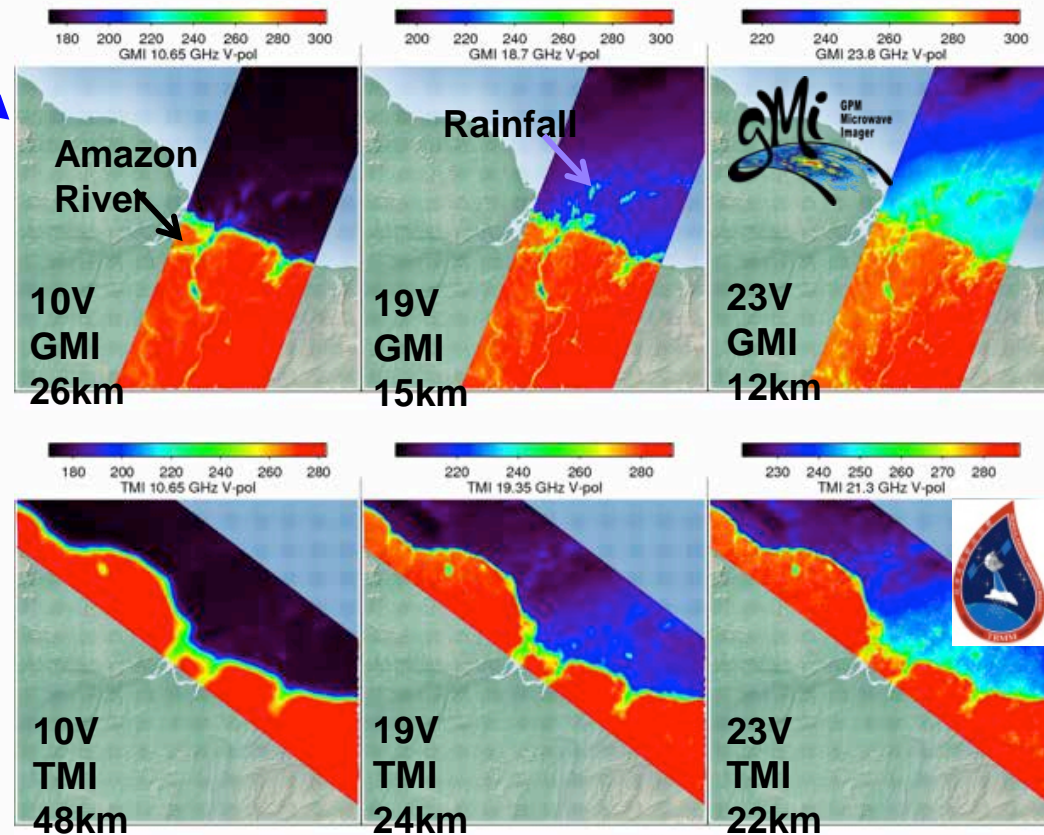 180 200 220 240 260 280 300
GMI 10.65 GHz V-pol
200 220 240 260 280 300
GMI 18.7 GHz V-pol
220 240 260 280 300
GMI 23.8 GHz V-pol
Amazon
River
10V
GMI
26km
Rainfall
19V
GMI
15km
GMi
GPM
Microwave
Imager
23V
GMI
12km
180 200 220 240 260 280
TMI 10.65 GHz V-pol
220 240 260 280
TMI 19.35 GHz V-pol
230 240 250 260 270 280
TMI 21.3 GHz V-pol
10V
TMI
48km
19V
TMI
24km
TRMM
23V
TMI
22km